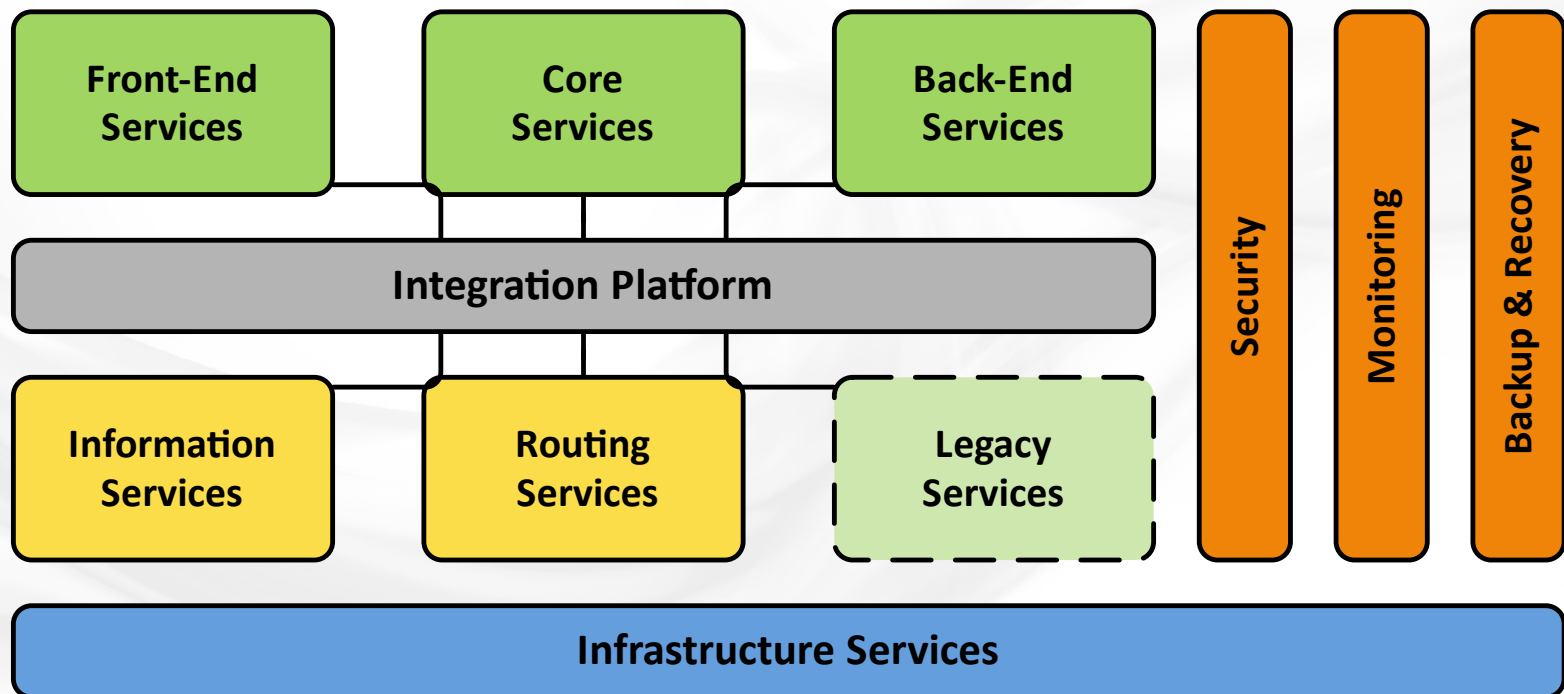 Front-End
Services
Core
Services
Back-End
Services
Integration Platform
Information
Services
Routing
Services
Legacy
Services
Security
Monitoring
Backup & Recovery
Infrastructure Services